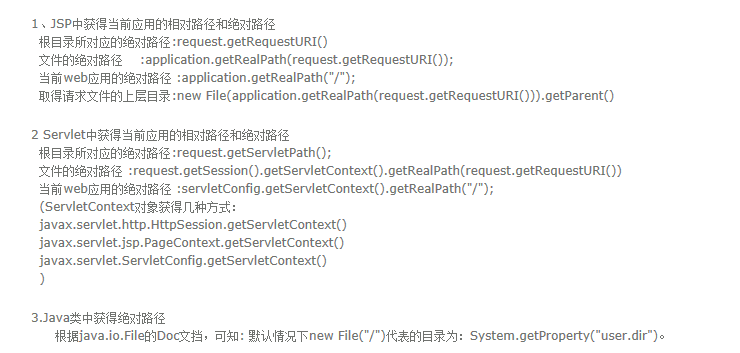 1、JSP中获得当前应用的相对路径和绝对路径
根目录所对应的绝对路径:request.getRequestURI()
文件的绝对路径 :application.getRealPath(request.getRequestURI());
当前web应用的绝对路径 :application.getRealPath("/");
取得请求文件的上层目录:new File(application.getRealPath(request.getRequestURI())).getParent()
2 Servlet中获得当前应用的相对路径和绝对路径
根目录所对应的绝对路径:request.getServletPath();
文件的绝对路径 :request.getSession().getServletContext().getRealPath(request.getRequestURI())
当前web应用的绝对路径 :servletConfig.getServletContext().getRealPath("/");
(ServletContext对象获得几种方式:
javax.servlet.http.HttpSession.getServletContext()
javax.servlet.jsp.PageContext.getServletContext()
javax.servlet.ServletConfig.getServletContext()
)
3.Java类中获得绝对路径
根据java.io.File的Doc文挡，可知: 默认情况下new File("/")代表的目录为：System.getProperty("user.dir")。